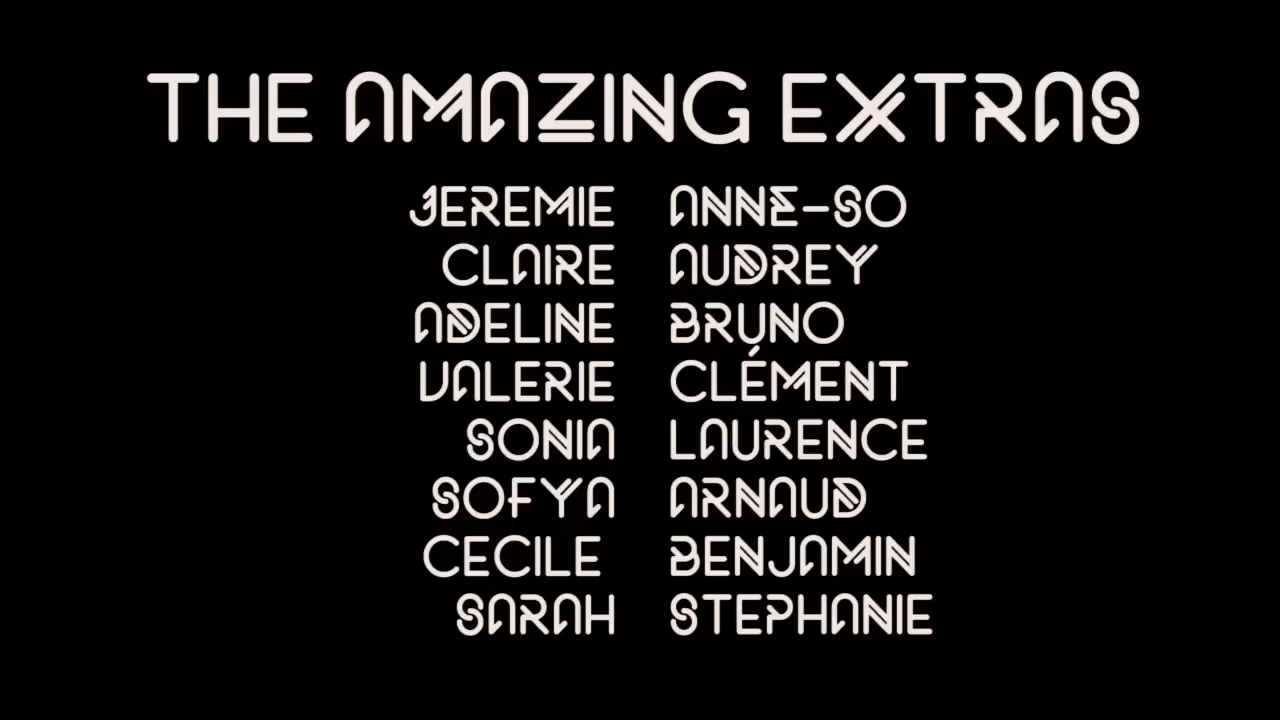 THE AMAZING EXTRAS
JEREMIE ANNE-SO
CLAIRE AUDREY
ADELINE BRUNO
VALERIE CLÉMENT
SONIA LAURENCE
SOFYA ARNAUD
CECILE BENJAMIN
SARAH STEPHANIE